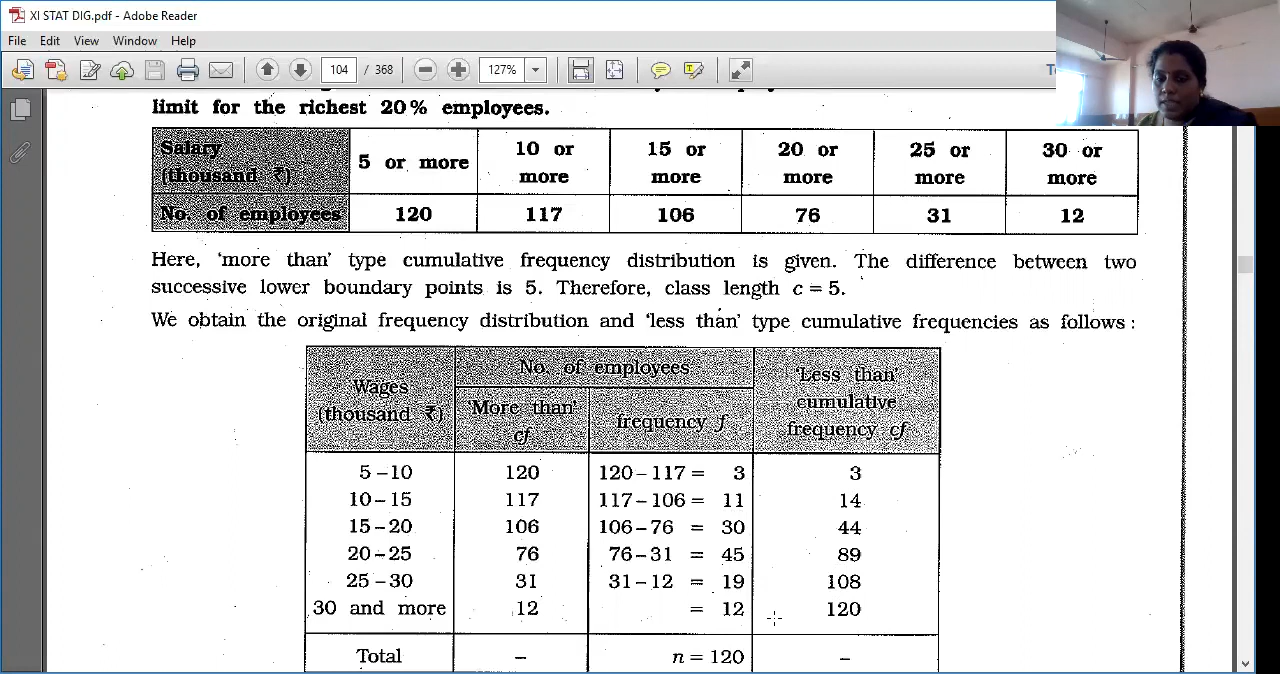 XI STAT DIG.pdf - Adobe Reader
File Edit View Window Help
104 / 368 127%
limit for the richest 20% employees.
Salary (thousand ₹) 5 or more 10 or more 15 or more 20 or more 25 or more 30 or more
No. of employees 120 117 106 76 31 12
Here, 'more than' type cumulative frequency distribution is given. The difference between two
successive lower boundary points is 5. Therefore, class length c = 5.
We obtain the original frequency distribution and 'less than' type cumulative frequencies as follows :
Wages (thousand ₹) No. of employees 'Less than' cumulative frequency cf
'More than' cf frequency f
5-10 120 120-117 = 3 3
10-15 117 117-106 = 11 14
15-20 106 106-76 = 30 44
20-25 76 76-31 = 45 89
25-30 31 31-12 = 19 108
30 and more 12 = 12 120
Total - n = 120 -